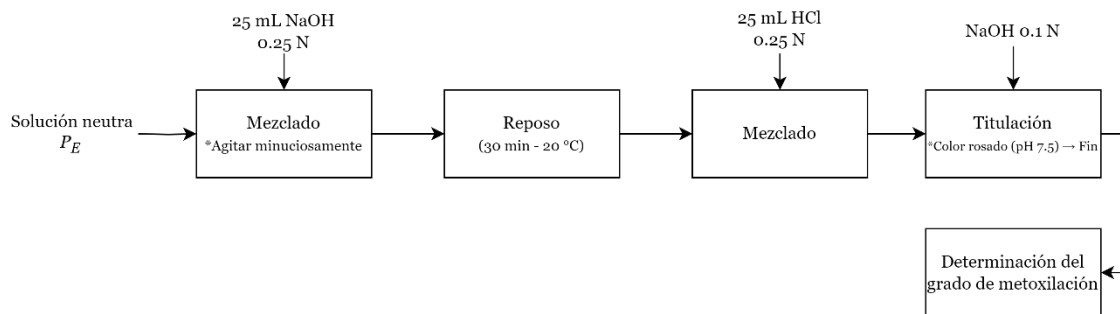 25 mL NaOH
0.25 N
25 mL HCl
0.25 N
NaOH 0.1 N
Solución neutra
P_E
Mezclado
*Agitar minuciosamente
Reposo
(30 min - 20 °C)
Mezclado
Titulación
*Color rosado (pH 7.5) → Fin
Determinación del
grado de metoxilación